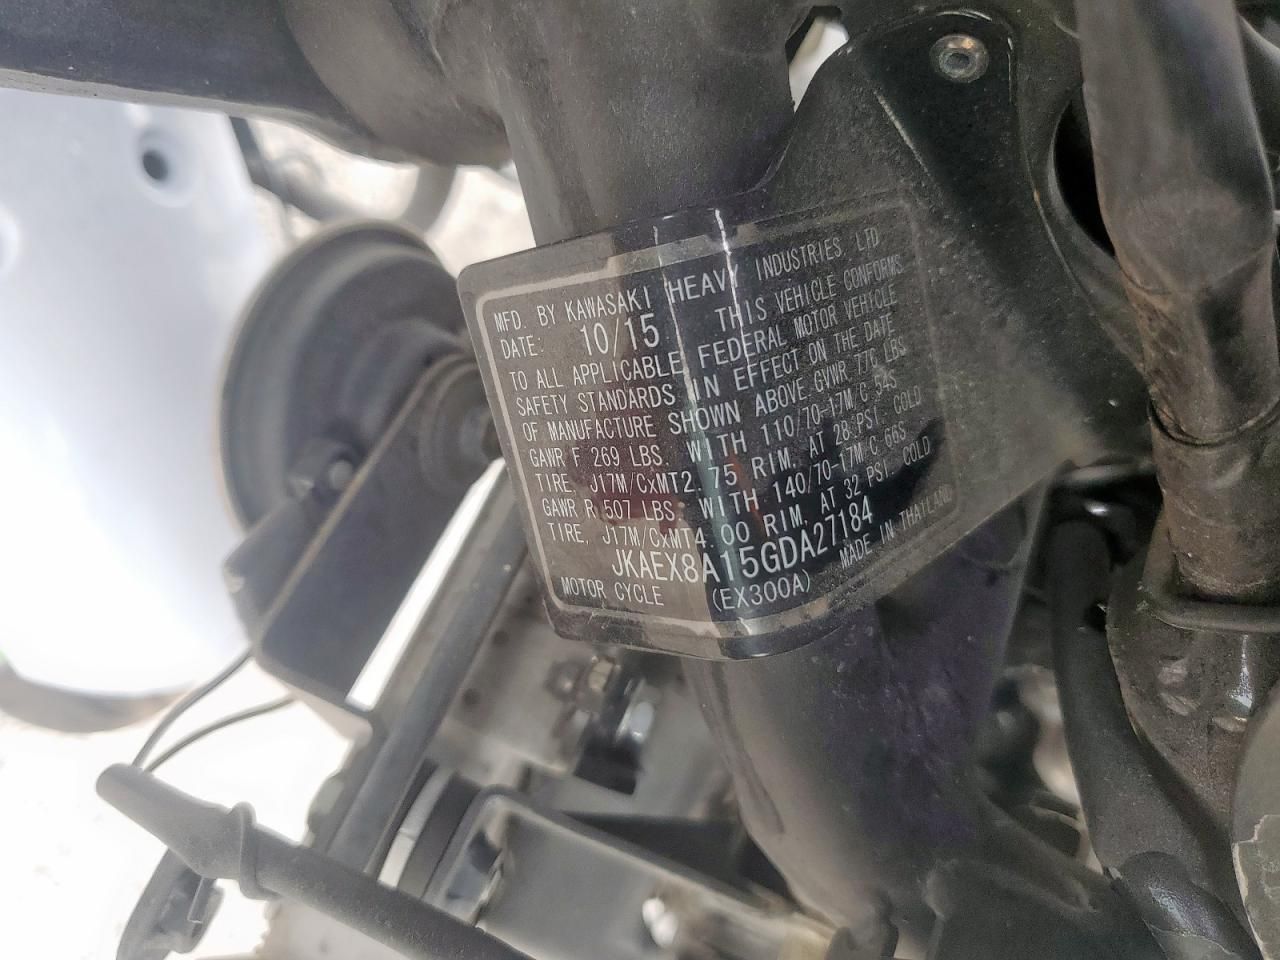 MFD. BY KAWASAKI HEAVY INDUSTRIES LTD
DATE: 10/15 THIS VEHICLE CONFORMS
TO ALL APPLICABLE FEDERAL MOTOR VEHICLE
SAFETY STANDARDS IN EFFECT ON THE DATE
OF MANUFACTURE SHOWN ABOVE. GVWR 776 LBS
GAWR F 269 LBS. WITH 110/70-17M/C 54S
TIRE, J17M/CxMT2.75 RIM, AT 28 PSI COLD
GAWR R 507 LBS. WITH 140/70-17M/C 66S
TIRE, J17M/CxMT4.00 RIM, AT 32 PSI COLD
JKAEX8A15GDA27184
MOTOR CYCLE (EX300A) MADE IN THAILAND